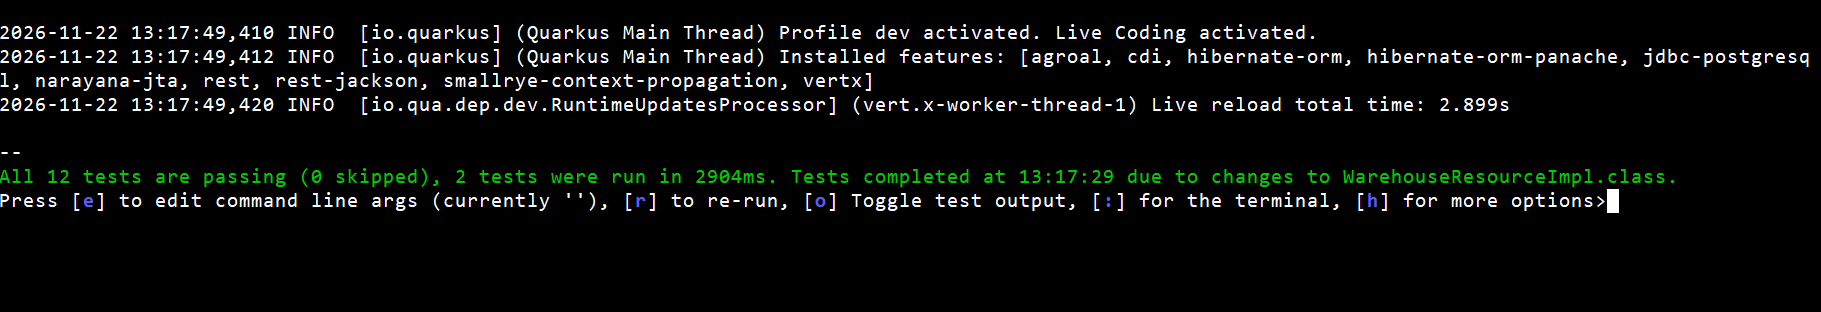 2026-11-22 13:17:49,410 INFO  [io.quarkus] (Quarkus Main Thread) Profile dev activated. Live Coding activated.
2026-11-22 13:17:49,412 INFO  [io.quarkus] (Quarkus Main Thread) Installed features: [agroal, cdi, hibernate-orm, hibernate-orm-panache, jdbc-postgresq
l, narayana-jta, rest, rest-jackson, smallrye-context-propagation, vertx]
2026-11-22 13:17:49,420 INFO  [io.qua.dep.dev.RuntimeUpdatesProcessor] (vert.x-worker-thread-1) Live reload total time: 2.899s
--
All 12 tests are passing (0 skipped), 2 tests were run in 2904ms. Tests completed at 13:17:29 due to changes to WarehouseResourceImpl.class.
Press [e] to edit command line args (currently ''), [r] to re-run, [o] Toggle test output, [:] for the terminal, [h] for more options>